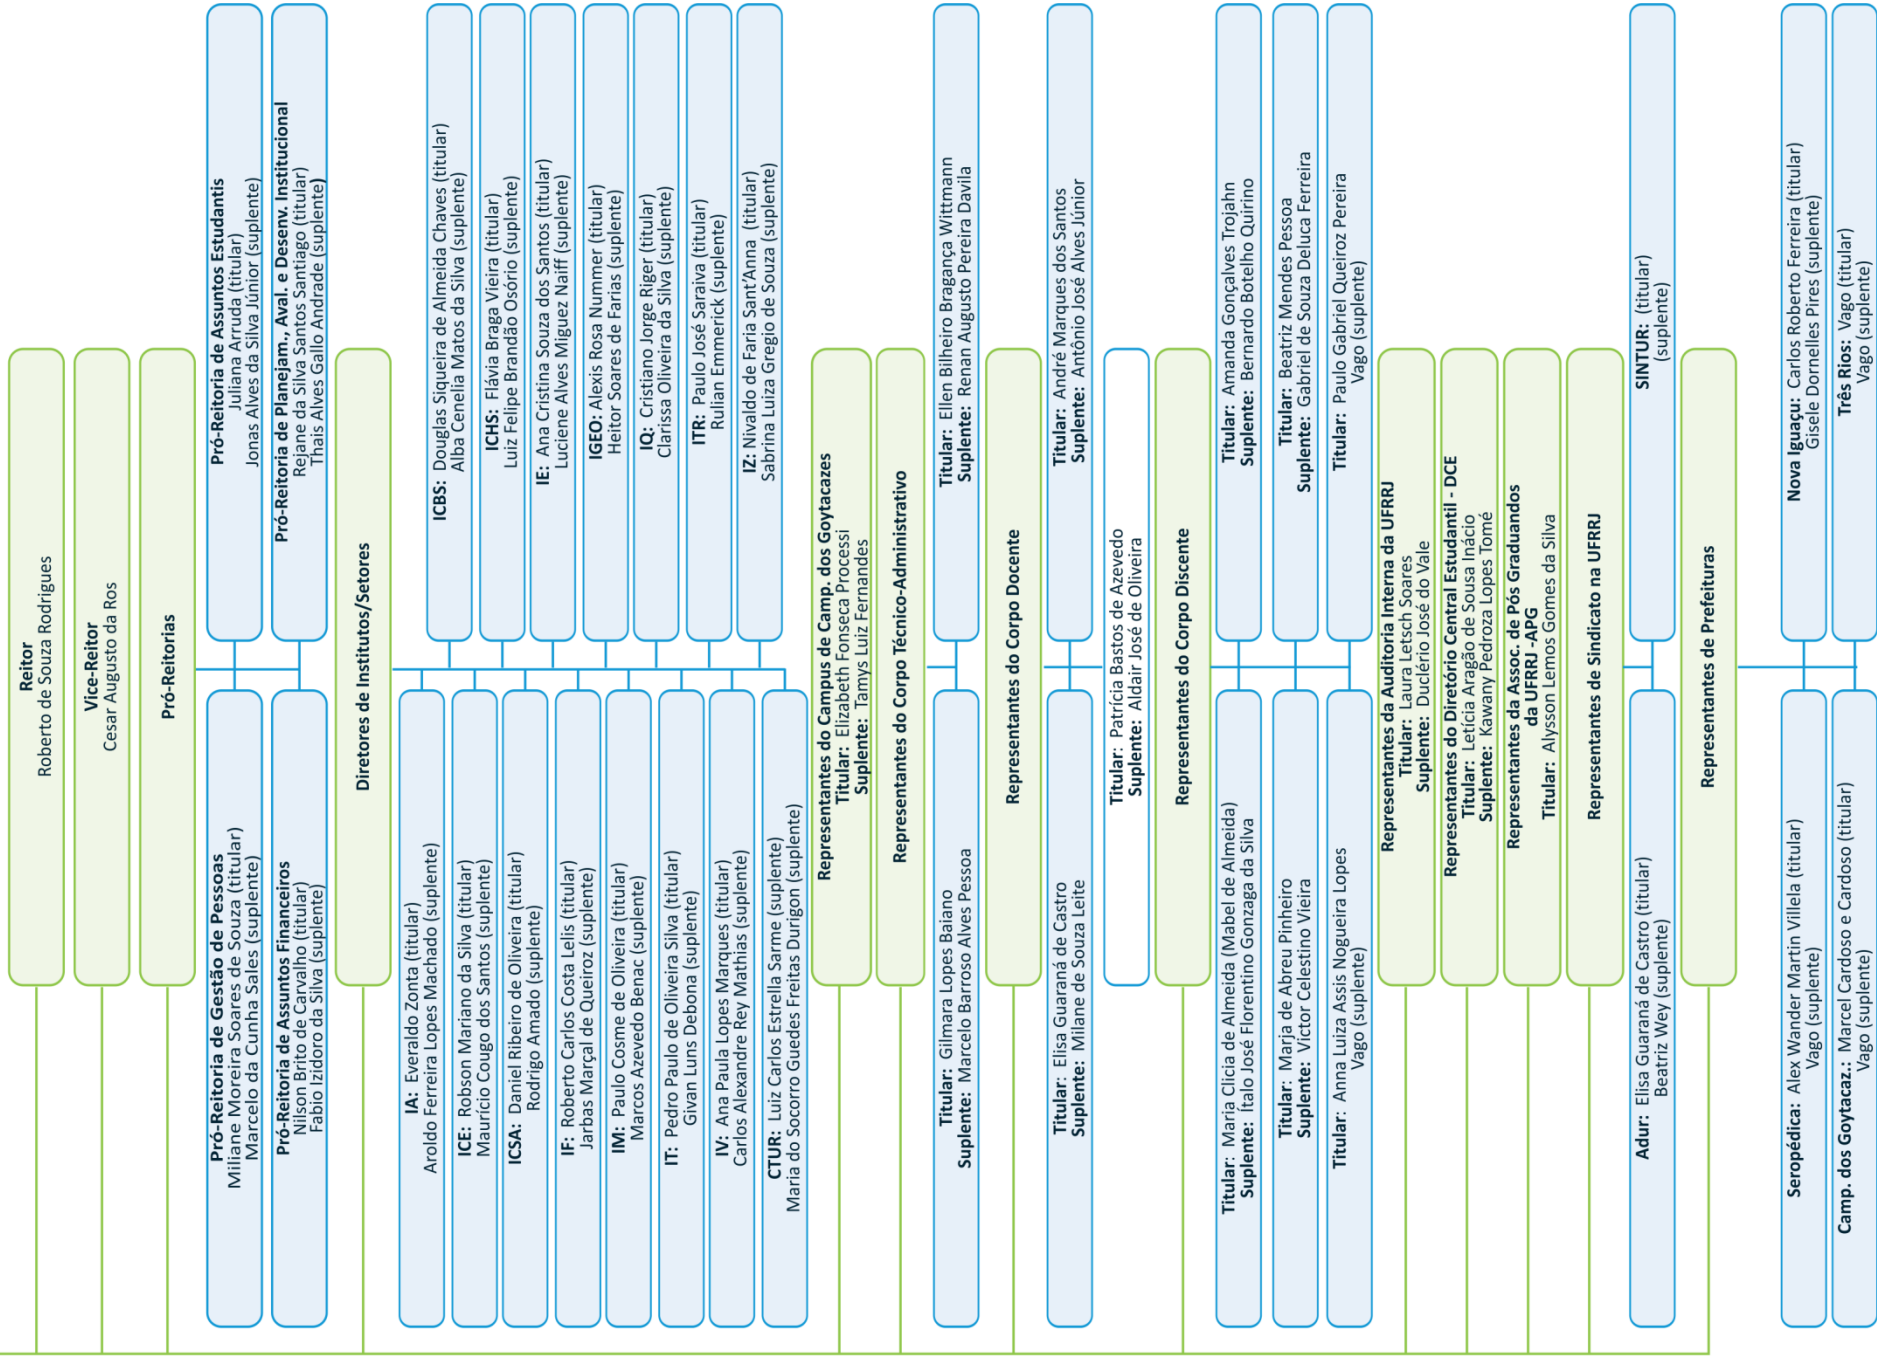 Reitor
Roberto de Souza Rodrigues
Vice-Reitor
Cesar Augusto da Ros
Pró-Reitorias
Pró-Reitoria de Gestão de Pessoas
Miliane Moreira Soares de Souza (titular)
Marcelo da Cunha Sales (suplente)
Pró-Reitoria de Assuntos Estudantis
Juliana Arruda (titular)
Jonas Alves da Silva Júnior (suplente)
Pró-Reitoria de Assuntos Financeiros
Nilson Brito de Carvalho (titular)
Fabio Izidoro da Silva (suplente)
Pró-Reitoria de Planejam., Aval. e Desenv. Institucional
Rejane da Silva Santos Santiago (titular)
Thais Alves Gallo Andrade (suplente)
Diretores de Institutos/Setores
IA: Everaldo Zonta (titular)
Aroldo Ferreira Lopes Machado (suplente)
ICBS: Douglas Siqueira de Almeida Chaves (titular)
Alba Cenelia Matos da Silva (suplente)
ICE: Robson Mariano da Silva (titular)
Maurício Cougo dos Santos (suplente)
ICHS: Flávia Braga Vieira (titular)
Luiz Felipe Brandão Osório (suplente)
ICSA: Daniel Ribeiro de Oliveira (titular)
Rodrigo Amado (suplente)
IE: Ana Cristina Souza dos Santos (titular)
Luciene Alves Miguez Naiff (suplente)
IF: Roberto Carlos Costa Lelis (titular)
Jarbas Marçal de Queiroz (suplente)
IGEO: Alexis Rosa Nummer (titular)
Heitor Soares de Farias (suplente)
IM: Paulo Cosme de Oliveira (titular)
Marcos Azevedo Benac (suplente)
IQ: Cristiano Jorge Riger (titular)
Clarissa Oliveira da Silva (suplente)
IT: Pedro Paulo de Oliveira Silva (titular)
Givan Luns Debona (suplente)
ITR: Paulo José Saraiva (titular)
Rulian Emmerick (suplente)
IV: Ana Paula Lopes Marques (titular)
Carlos Alexandre Rey Mathias (suplente)
IZ: Nivaldo de Faria Sant'Anna (titular)
Sabrina Luiza Gregio de Souza (suplente)
CTUR: Luiz Carlos Estrella Sarme (suplente)
Maria do Socorro Guedes Freitas Durigon (suplente)
Representantes do Campus de Camp. dos Goytacazes
Titular: Elizabeth Fonseca Processi
Suplente: Tamys Luiz Fernandes
Representantes do Corpo Técnico-Administrativo
Titular: Gilmara Lopes Baiano
Suplente: Marcelo Barroso Alves Pessoa
Titular: Ellen Bilheiro Bragança Wittmann
Suplente: Renan Augusto Pereira Davila
Representantes do Corpo Docente
Titular: Elisa Guaraná de Castro
Suplente: Milane de Souza Leite
Titular: André Marques dos Santos
Suplente: Antônio José Alves Júnior
Titular: Patrícia Bastos de Azevedo
Suplente: Aldair José de Oliveira
Representantes do Corpo Discente
Titular: Maria Clicia de Almeida (Mabel de Almeida)
Suplente: Ítalo José Florentino Gonzaga da Silva
Titular: Amanda Gonçalves Trojahn
Suplente: Bernardo Botelho Quirino
Titular: Marja de Abreu Pinheiro
Suplente: Victor Celestino Vieira
Titular: Beatriz Mendes Pessoa
Suplente: Gabriel de Souza Deluca Ferreira
Titular: Anna Luiza Assis Nogueira Lopes
Vago (suplente)
Titular: Paulo Gabriel Queiroz Pereira
Vago (suplente)
Representantes da Auditoria Interna da UFRRJ
Titular: Laura Letsch Soares
Suplente: Duclério José do Vale
Representantes do Diretório Central Estudantil - DCE
Titular: Letícia Aragão de Sousa Inácio
Suplente: Kawany Pedroza Lopes Tomé
Representantes da Assoc. de Pós Graduandos
da UFRRJ -APG
Titular: Alysson Lemos Gomes da Silva
Representantes de Sindicato na UFRRJ
Adur: Elisa Guaraná de Castro (titular)
Beatriz Wey (suplente)
SINTUR: (titular)
(suplente)
Representantes de Prefeituras
Seropédica: Alex Wander Martin Villela (titular)
Vago (suplente)
Nova Iguaçu: Carlos Roberto Ferreira (titular)
Gisele Dornelles Pires (suplente)
Camp. dos Goytacaz.: Marcel Cardoso e Cardoso (titular)
Vago (suplente)
Três Rios: Vago (titular)
Vago (suplente)